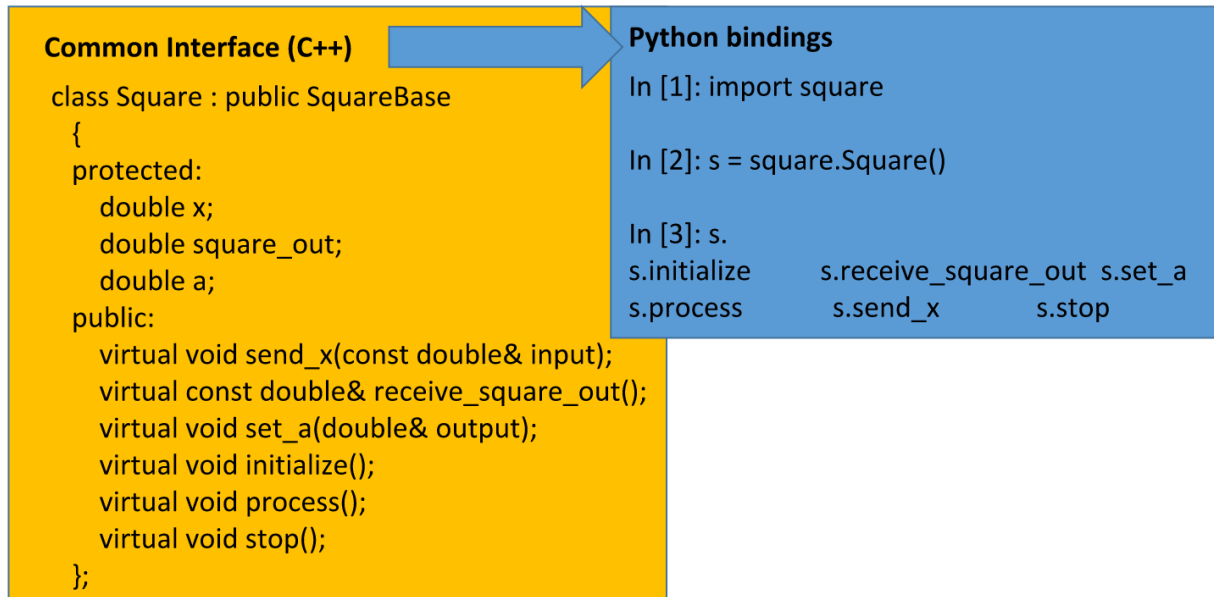 Common Interface (C++)
class Square : public SquareBase
{
protected:
double x;
double square_out;
double a;
public:
virtual void send_x(const double& input);
virtual const double& receive_square_out();
virtual void set_a(double& output);
virtual void initialize();
virtual void process();
virtual void stop();
};
Python bindings
In [1]: import square
In [2]: s = square.Square()
In [3]: s.
s.initialize s.receive_square_out s.set_a
s.process s.send_x s.stop